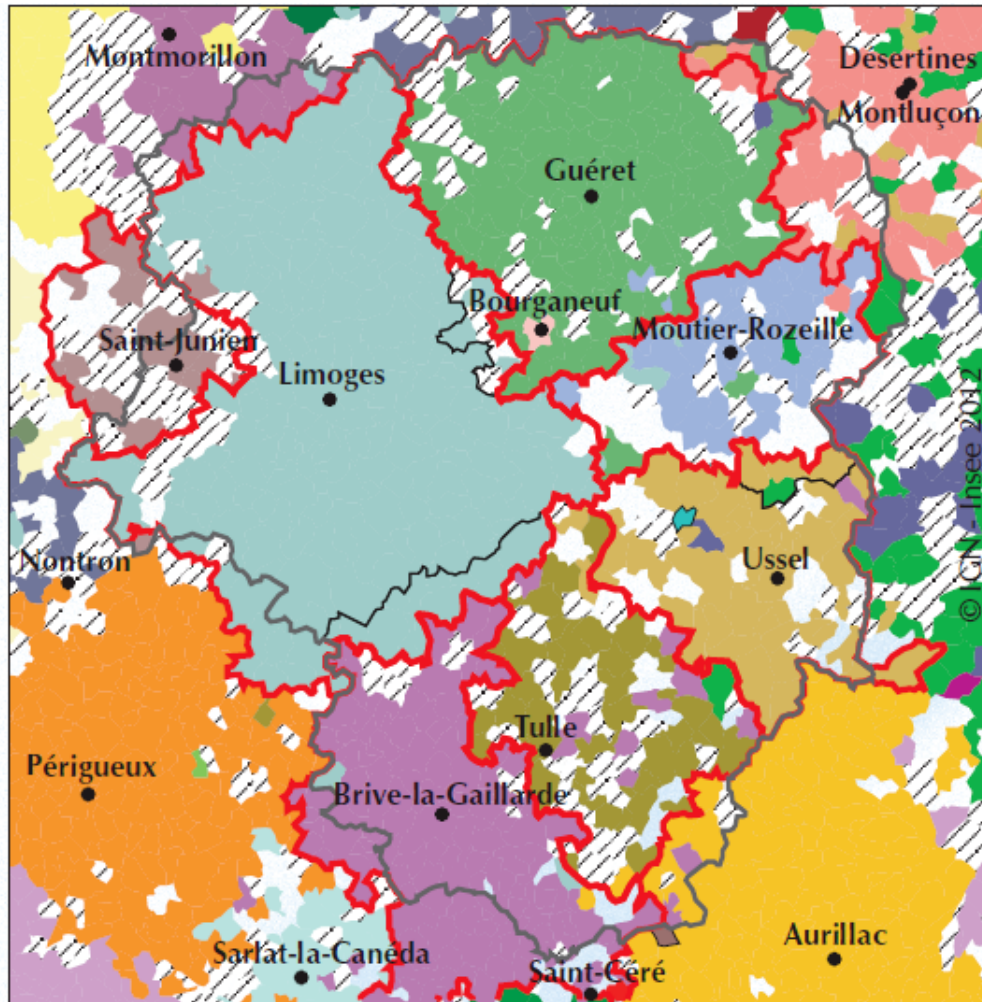 Montmorillon
Désertines
Montluçon
Guéret
Bourganeuf
Saint-Junien
Moutier-Rozeille
Limoges
Nontron
Ussel
© IGN - Insee 2012
Tulle
Périgueux
Brive-la-Gaillarde
Aurillac
Sarlat-la-Canéda
Saint-Céré